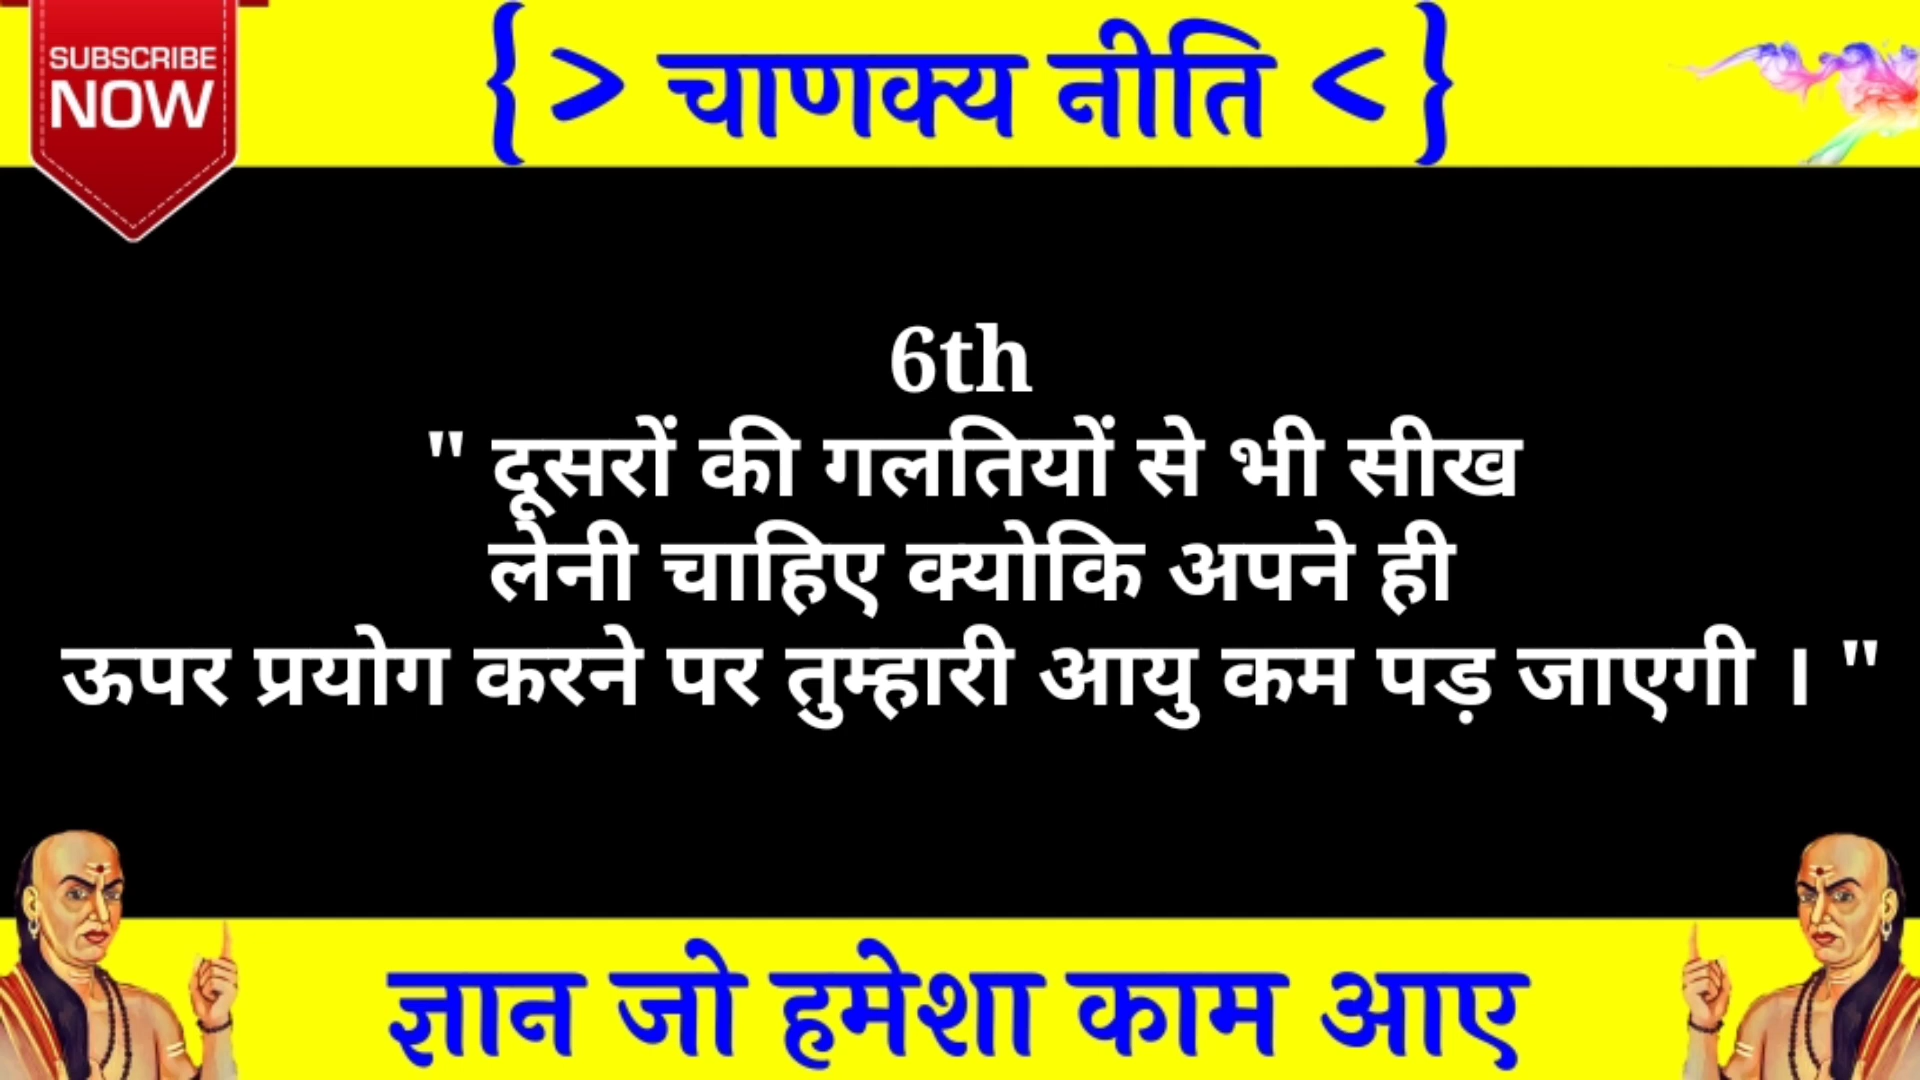 SUBSCRIBE
NOW
{ > चाणक्य नीति < }
6th
" दूसरों की गलतियों से भी सीख
लेनी चाहिए क्योकि अपने ही
ऊपर प्रयोग करने पर तुम्हारी आयु कम पड़ जाएगी । "
ज्ञान जो हमेशा काम आए